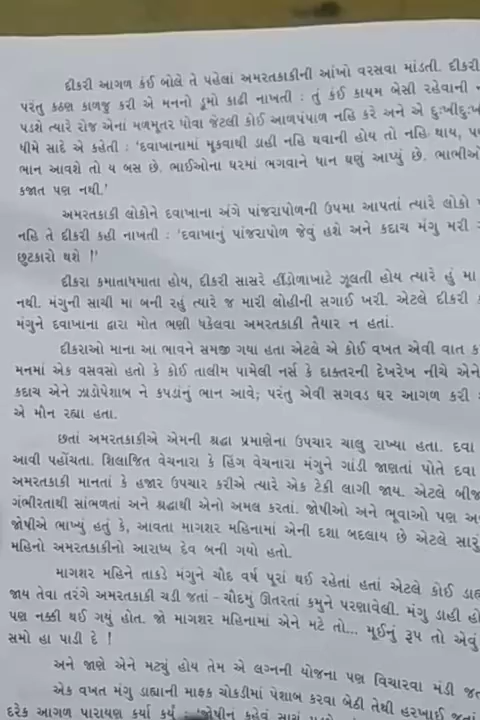 દીકરી આગળ કંઈ બોલે તે પહેલાં અમરતકાકીની આંખો વરસવા માંડતી. દીકરી
પરંતુ કઠણ કાળજુ કરી એ મનનો ડૂમો કાઢી નાખતી : તું કંઈ કાયમ બેસી રહેવાની
પડશે ત્યારે રોજ એનાં મળમૂતર ધોવા જેટલી કોઈ આળપંપાળ નહિ કરે અને એ દુઃખીદુઃખ
ધીમે સાદે એ કહેતી : ‘દવાખાનામાં મૂકવાથી ડાહી નહિ થવાની હોય તો નહિ થાય,
ભાન આવશે તો ય બસ છે. ભાઈઓના ઘરમાં ભગવાને ધાન ઘણું આપ્યું છે. ભાભીઓ
કજાત પણ નથી.’
અમરતકાકી લોકોને દવાખાના અંગે પાંજરાપોળની ઉપમા આપતાં ત્યારે લોકો
નહિ તે દીકરી કહી નાખતી : ‘દવાખાનું પાંજરાપોળ જેવું હશે અને કદાચ મંગુ મરી
છુટકારો થશે !’
દીકરા કમાતાધમાતા હોય, દીકરી સાસરે હીંડોળાખાટે ઝૂલતી હોય ત્યારે હું મા
નથી. મંગુની સાચી મા બની રહું ત્યારે જ મારી લોહીની સગાઈ ખરી. એટલે દીકરી
મંગુને દવાખાના દ્વારા મોત ભણી ધકેલવા અમરતકાકી તૈયાર ન હતાં.
દીકરાઓ માના આ ભાવને સમજી ગયા હતા એટલે એ કોઈ વખત એવી વાત
મનમાં એક વસવસો હતો કે કોઈ તાલીમ પામેલી નર્સ કે દાક્તરની દેખરેખ નીચે એને
કદાચ એને ઝાડોપેશાબ ને કપડાંનું ભાન આવે; પરંતુ એવી સગવડ ઘર આગળ કરી
એ મૌન રહ્યા હતા.
છતાં અમરતકાકીએ એમની શ્રદ્ધા પ્રમાણેના ઉપચાર ચાલુ રાખ્યા હતા. દવા
આવી પહોંચતા. શિલાજિત વેચનારા કે હિંગ વેચનારા મંગુને ગાંડી જાણતાં પોતે દવા
અમરતકાકી માનતાં કે હજાર ઉપચાર કરીએ ત્યારે એક ટેકી લાગી જાય. એટલે બીજ
ગંભીરતાથી સાંભળતાં અને શ્રદ્ધાથી એનો અમલ કરતાં. જોષીઓ અને ભૂવાઓ પણ
જોષીએ ભાખ્યું હતું કે, આવતા માગશર મહિનામાં એની દશા બદલાય છે એટલે સારું
મહિનો અમરતકાકીનો આરાધ્ય દેવ બની ગયો હતો.
માગશર મહિને તાકડે મંગુને ચૌદ વર્ષ પૂરાં થઈ રહેતાં હતાં એટલે કોઈ ડાહ
જાય તેવા તરંગે અમરતકાકી ચડી જતાં – ચૌદમું ઊતરતાં કમુને પરણાવેલી. મંગુ ડાહી હો
પણ નક્કી થઈ ગયું હોત. જો માગશર મહિનામાં એને મટે તો... મૂઈનું રૂપ તો એવું
સમો હા પાડી દે !
અને જાણે એને મટ્યું હોય તેમ એ લગ્નની યોજના પણ વિચારવા મંડી જત
એક વખત મંગુ ડાહ્યાની માફક ચોકડીમાં પેશાબ કરવા બેઠી તેથી હરખાઈ જતાં
દરેક આગળ પારાયણ કર્યા કર્યું : ‘જોષીનું કહેવું સાચું